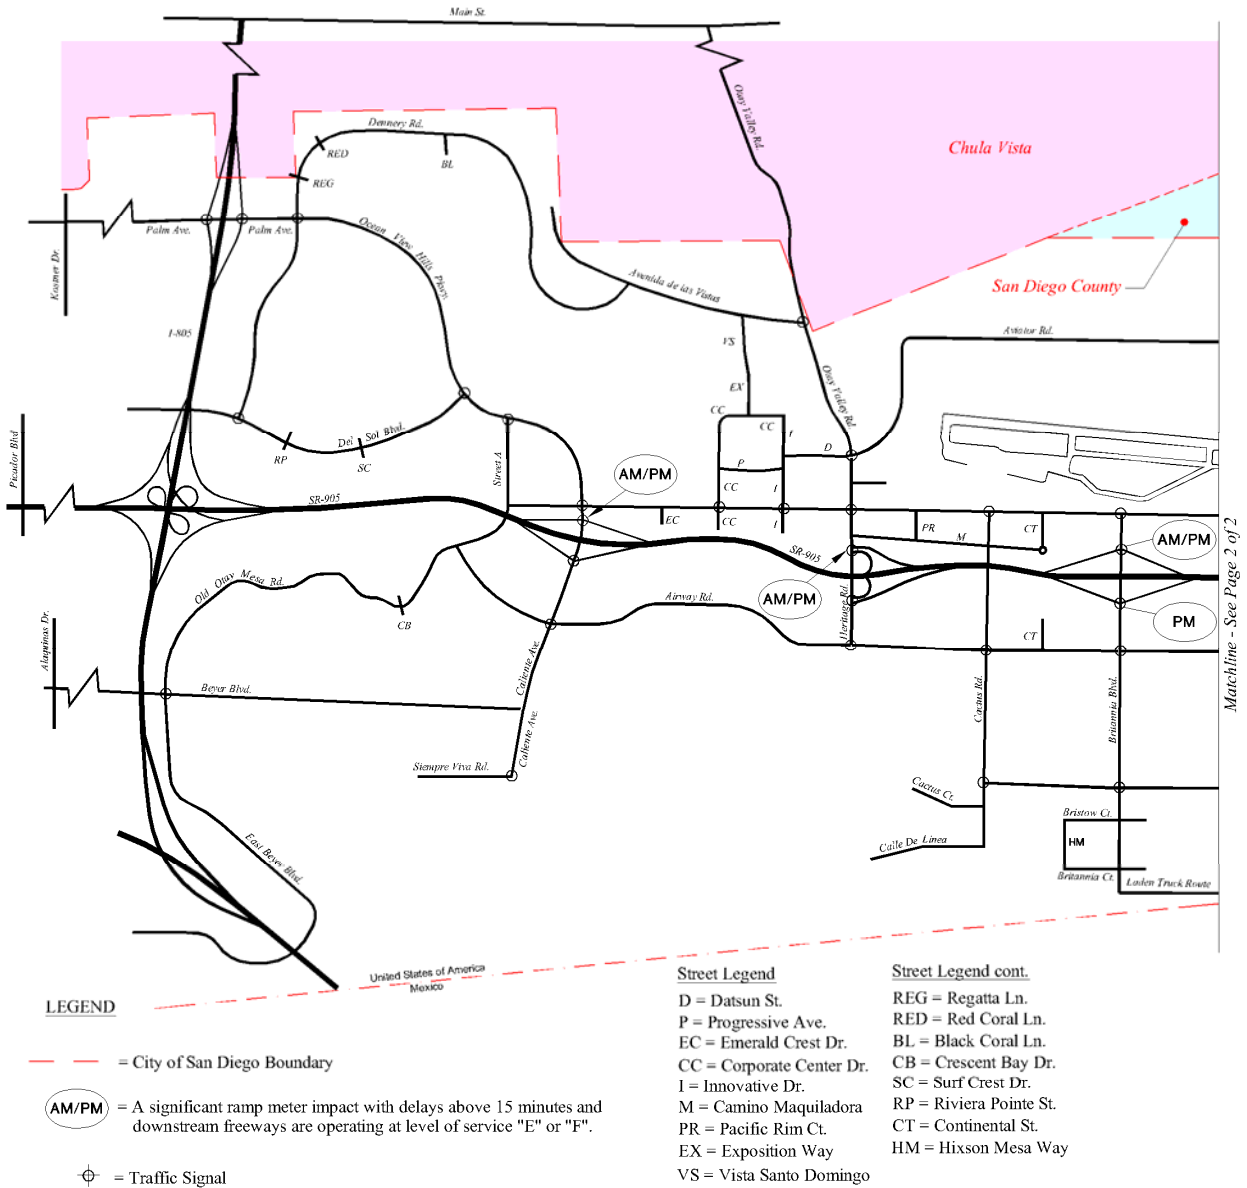 Main St.
Otay Valley Rd.
Chula Vista
Dennery Rd.
RED
BL
REG
Palm Ave.
Palm Ave.
Ocean View Hills Pkwy.
Kostner Dr.
Avenida de las Vistas
San Diego County
I-805
VS
Aviator Rd.
Otay Valley Rd.
EX
CC
CC
I
D
Picador Blvd
Del Sol Blvd.
RP
SC
Street A
AM/PM
P
CC
I
SR-905
EC
CC
I
PR
M
CT
AM/PM
SR-905
Matchline - See Page 2 of 2
Old Otay Mesa Rd.
AM/PM
Airway Rd.
Heritage Rd.
PM
CB
CT
Alaquinas Dr.
Caliente Ave.
Beyer Blvd.
Cactus Rd.
Britannia Blvd.
Caliente Ave.
Siempre Viva Rd.
Cactus Ct.
Bristow Ct.
Calle De Linea
HM
East Beyer Blvd.
Britannia Ct.
Laden Truck Route
United States of America
Mexico
LEGEND
= City of San Diego Boundary
AM/PM = A significant ramp meter impact with delays above 15 minutes and
downstream freeways are operating at level of service "E" or "F".
= Traffic Signal
Street Legend
D = Datsun St.
P = Progressive Ave.
EC = Emerald Crest Dr.
CC = Corporate Center Dr.
I = Innovative Dr.
M = Camino Maquiladora
PR = Pacific Rim Ct.
EX = Exposition Way
VS = Vista Santo Domingo
Street Legend cont.
REG = Regatta Ln.
RED = Red Coral Ln.
BL = Black Coral Ln.
CB = Crescent Bay Dr.
SC = Surf Crest Dr.
RP = Riviera Pointe St.
CT = Continental St.
HM = Hixson Mesa Way